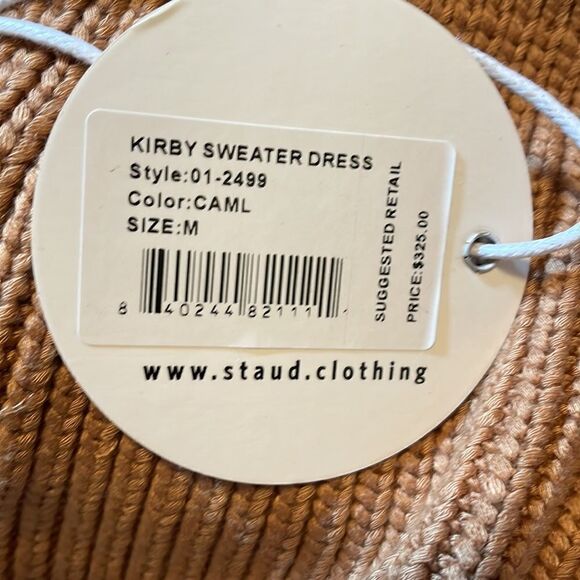 KIRBY SWEATER DRESS
Style:01-2499
Color:CAML
SIZE:M
8 40244 82111 1
SUGGESTED RETAIL
PRICE:$325.00
www.staud.clothing